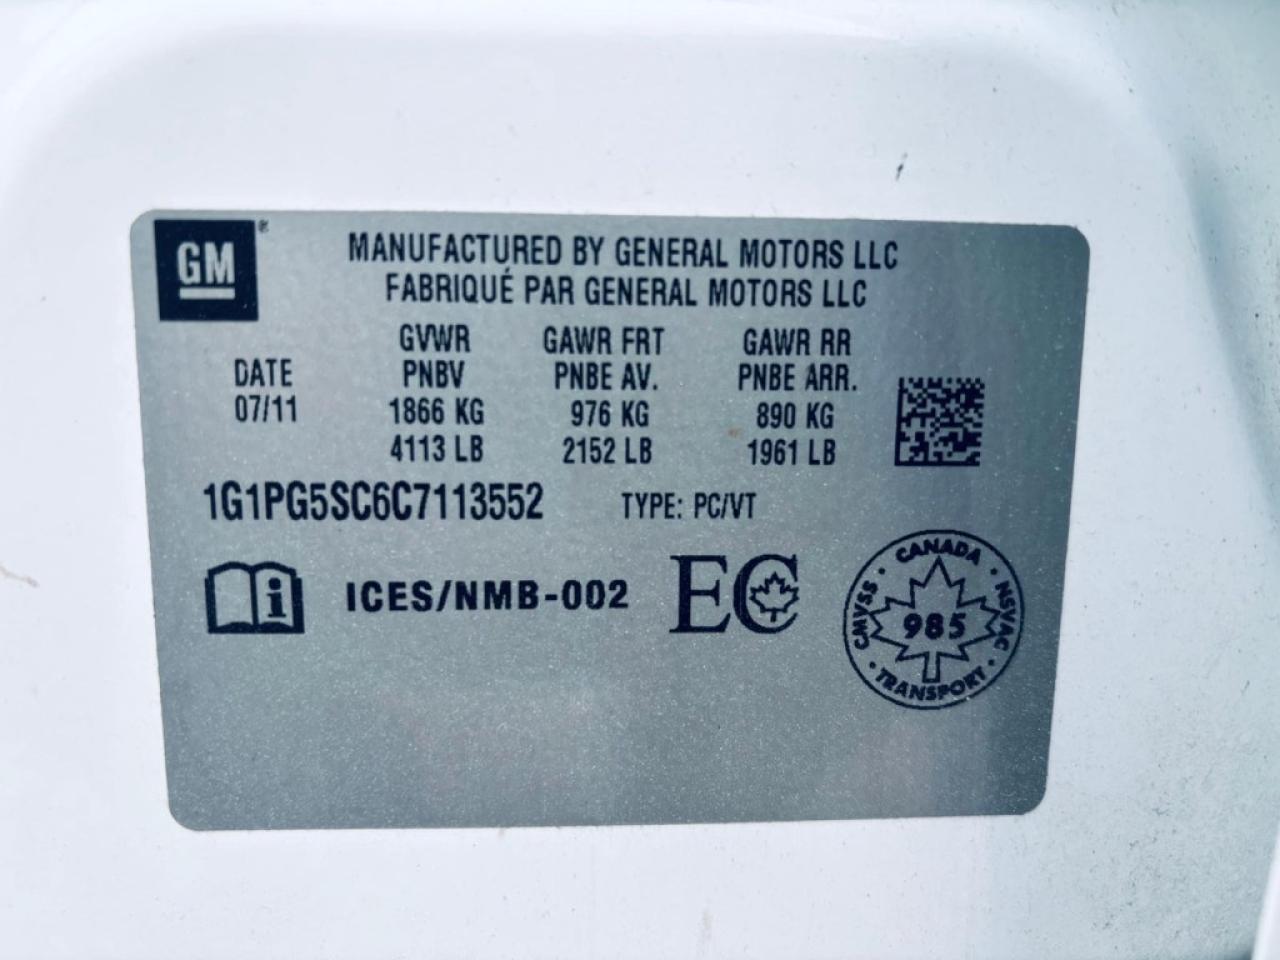 GM®
MANUFACTURED BY GENERAL MOTORS LLC
FABRIQUÉ PAR GENERAL MOTORS LLC
GVWR GAWR FRT GAWR RR
DATE PNBV PNBE AV. PNBE ARR.
07/11 1866 KG 976 KG 890 KG
4113 LB 2152 LB 1961 LB
1G1PG5SC6C7113552 TYPE: PC/VT
i ICES/NMB-002 EC
CANADA
CMVSS 985 NSVAC
TRANSPORT